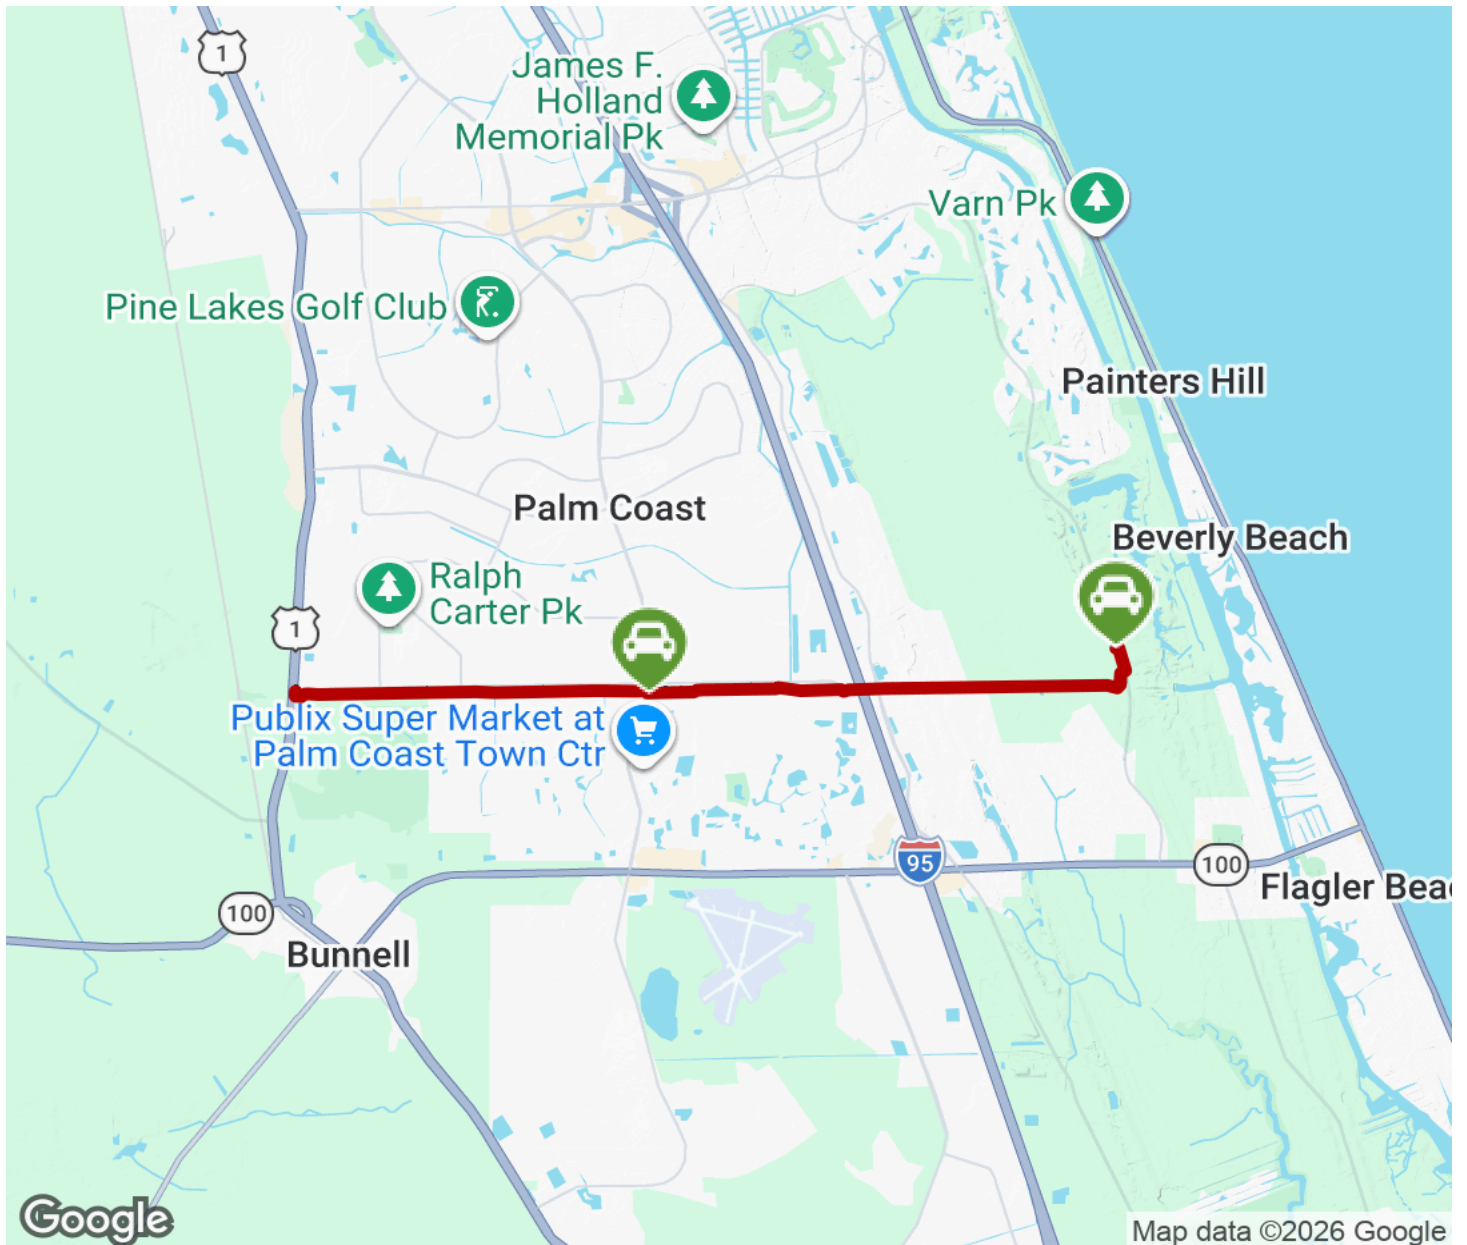 1
James F.
Holland
Memorial Pk
Varn Pk
Pine Lakes Golf Club
Painters Hill
Palm Coast
Beverly Beach
Ralph
Carter Pk
1
Publix Super Market at
Palm Coast Town Ctr
95
100
Flagler Beac
100
Bunnell
Google
Map data ©2026 Google